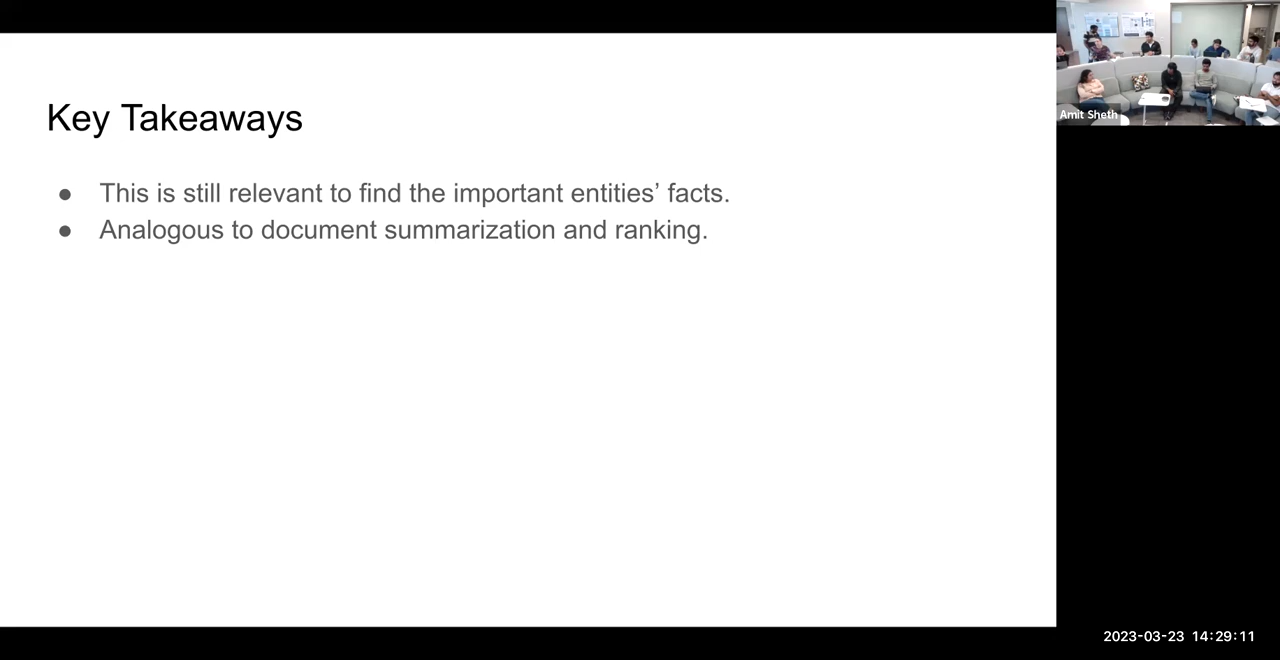 Key Takeaways
● This is still relevant to find the important entities’ facts.
● Analogous to document summarization and ranking.
Amit Sheth
2023-03-23 14:29:11